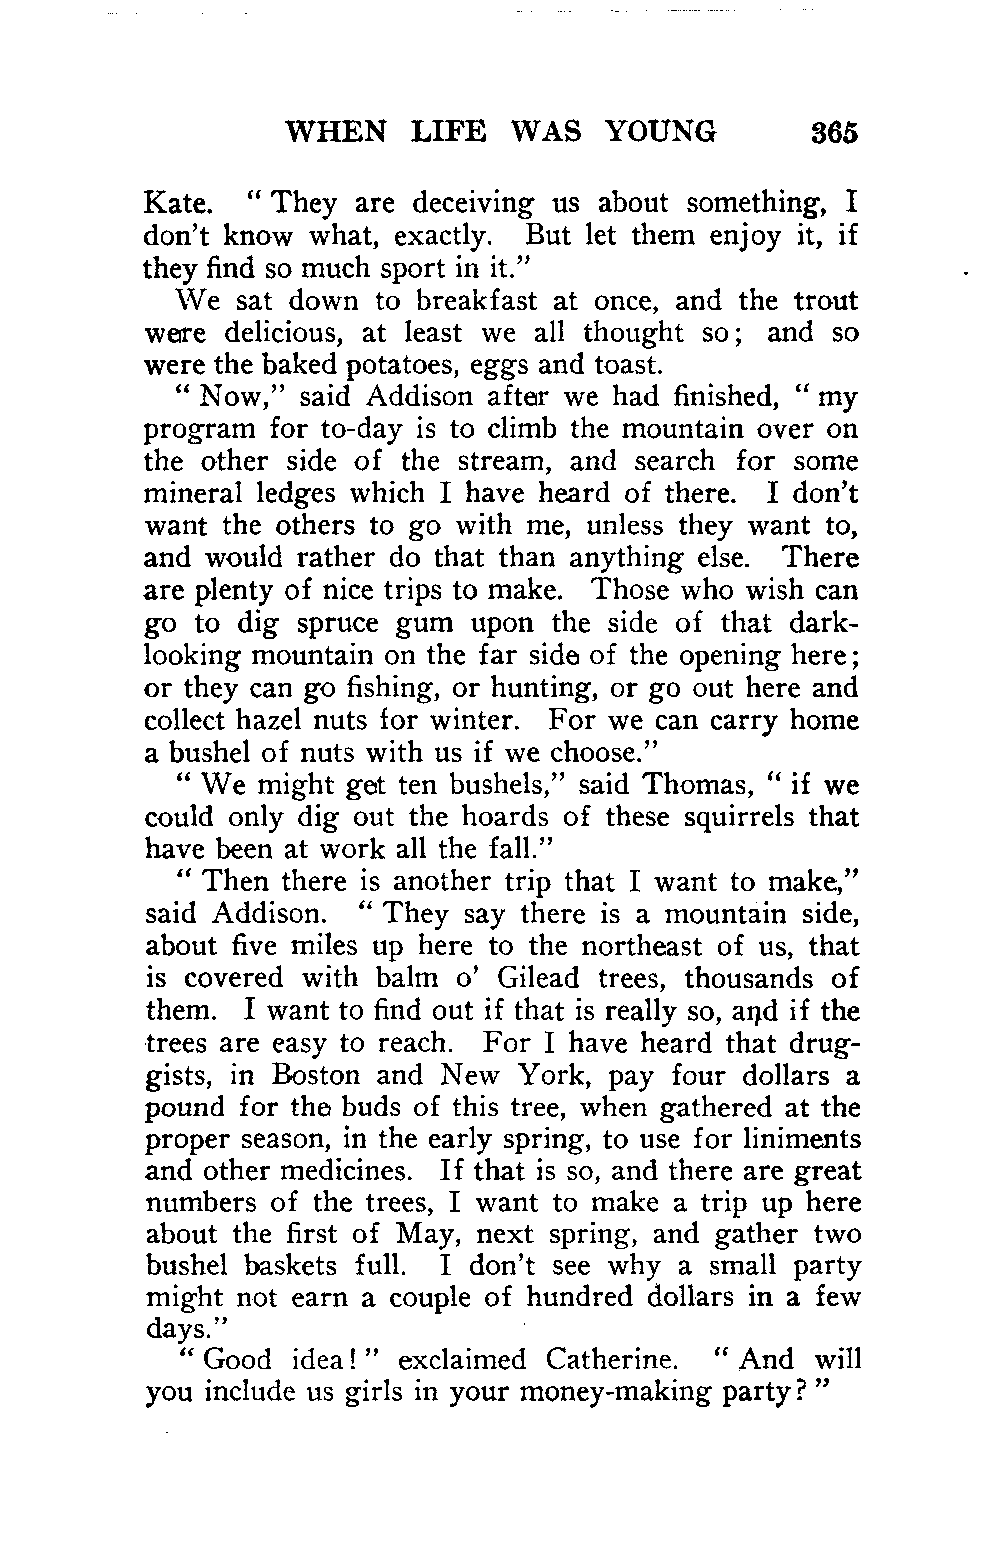 WHEN LIFE WAS YOUNG 365
Kate. “ They are deceiving us about something, I
don’t know what, exactly. But let them enjoy it, if
they find so much sport in it.”
We sat down to breakfast at once, and the trout
were delicious, at least we all thought so; and so
were the baked potatoes, eggs and toast.
“ Now,” said Addison after we had finished, “ my
program for to-day is to climb the mountain over on
the other side of the stream, and search for some
mineral ledges which I have heard of there. I don’t
want the others to go with me, unless they want to,
and would rather do that than anything else. There
are plenty of nice trips to make. Those who wish can
go to dig spruce gum upon the side of that dark-
looking mountain on the far side of the opening here;
or they can go fishing, or hunting, or go out here and
collect hazel nuts for winter. For we can carry home
a bushel of nuts with us if we choose.”
“ We might get ten bushels,” said Thomas, “ if we
could only dig out the hoards of these squirrels that
have been at work all the fall.”
“ Then there is another trip that I want to make,”
said Addison. “ They say there is a mountain side,
about five miles up here to the northeast of us, that
is covered with balm o’ Gilead trees, thousands of
them. I want to find out if that is really so, and if the
trees are easy to reach. For I have heard that drug-
gists, in Boston and New York, pay four dollars a
pound for the buds of this tree, when gathered at the
proper season, in the early spring, to use for liniments
and other medicines. If that is so, and there are great
numbers of the trees, I want to make a trip up here
about the first of May, next spring, and gather two
bushel baskets full. I don’t see why a small party
might not earn a couple of hundred dollars in a few
days.”
“ Good idea! ” exclaimed Catherine. “ And will
you include us girls in your money-making party? ”